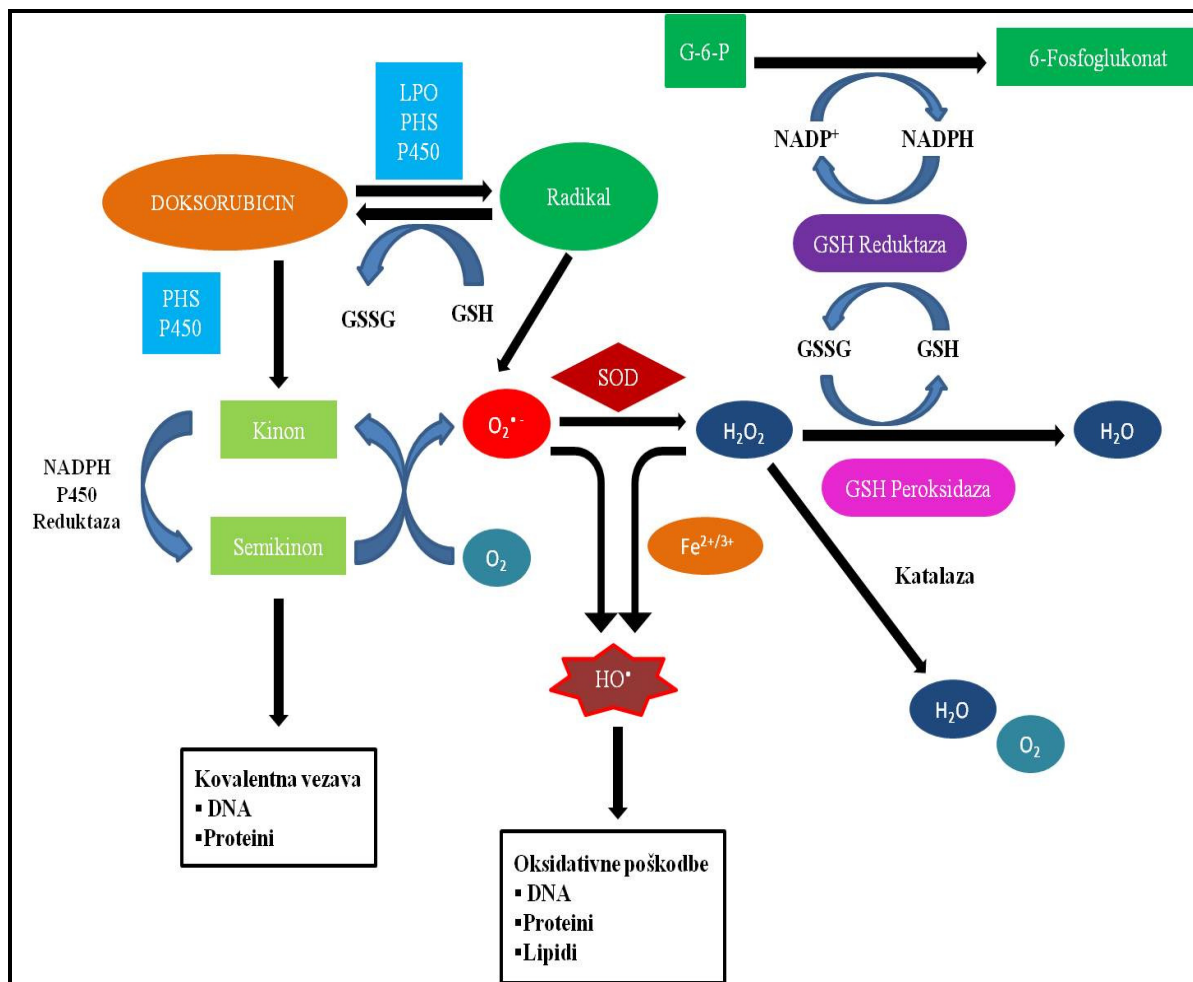 G-6-P
6-Fosfoglukonat
LPO
PHS
P450
NADP⁺
NADPH
DOKSORUBICIN
Radikal
GSH Reduktaza
PHS
P450
GSSG
GSH
GSSG
GSH
SOD
Kinon
O₂•⁻
H₂O₂
H₂O
NADPH
P450
Reduktaza
GSH Peroksidaza
Semikinon
O₂
Fe²⁺/³⁺
Katalaza
HO•
H₂O
O₂
Kovalentna vezava
▪ DNA
▪Proteini
Oksidativne poškodbe
▪ DNA
▪Proteini
▪Lipidi